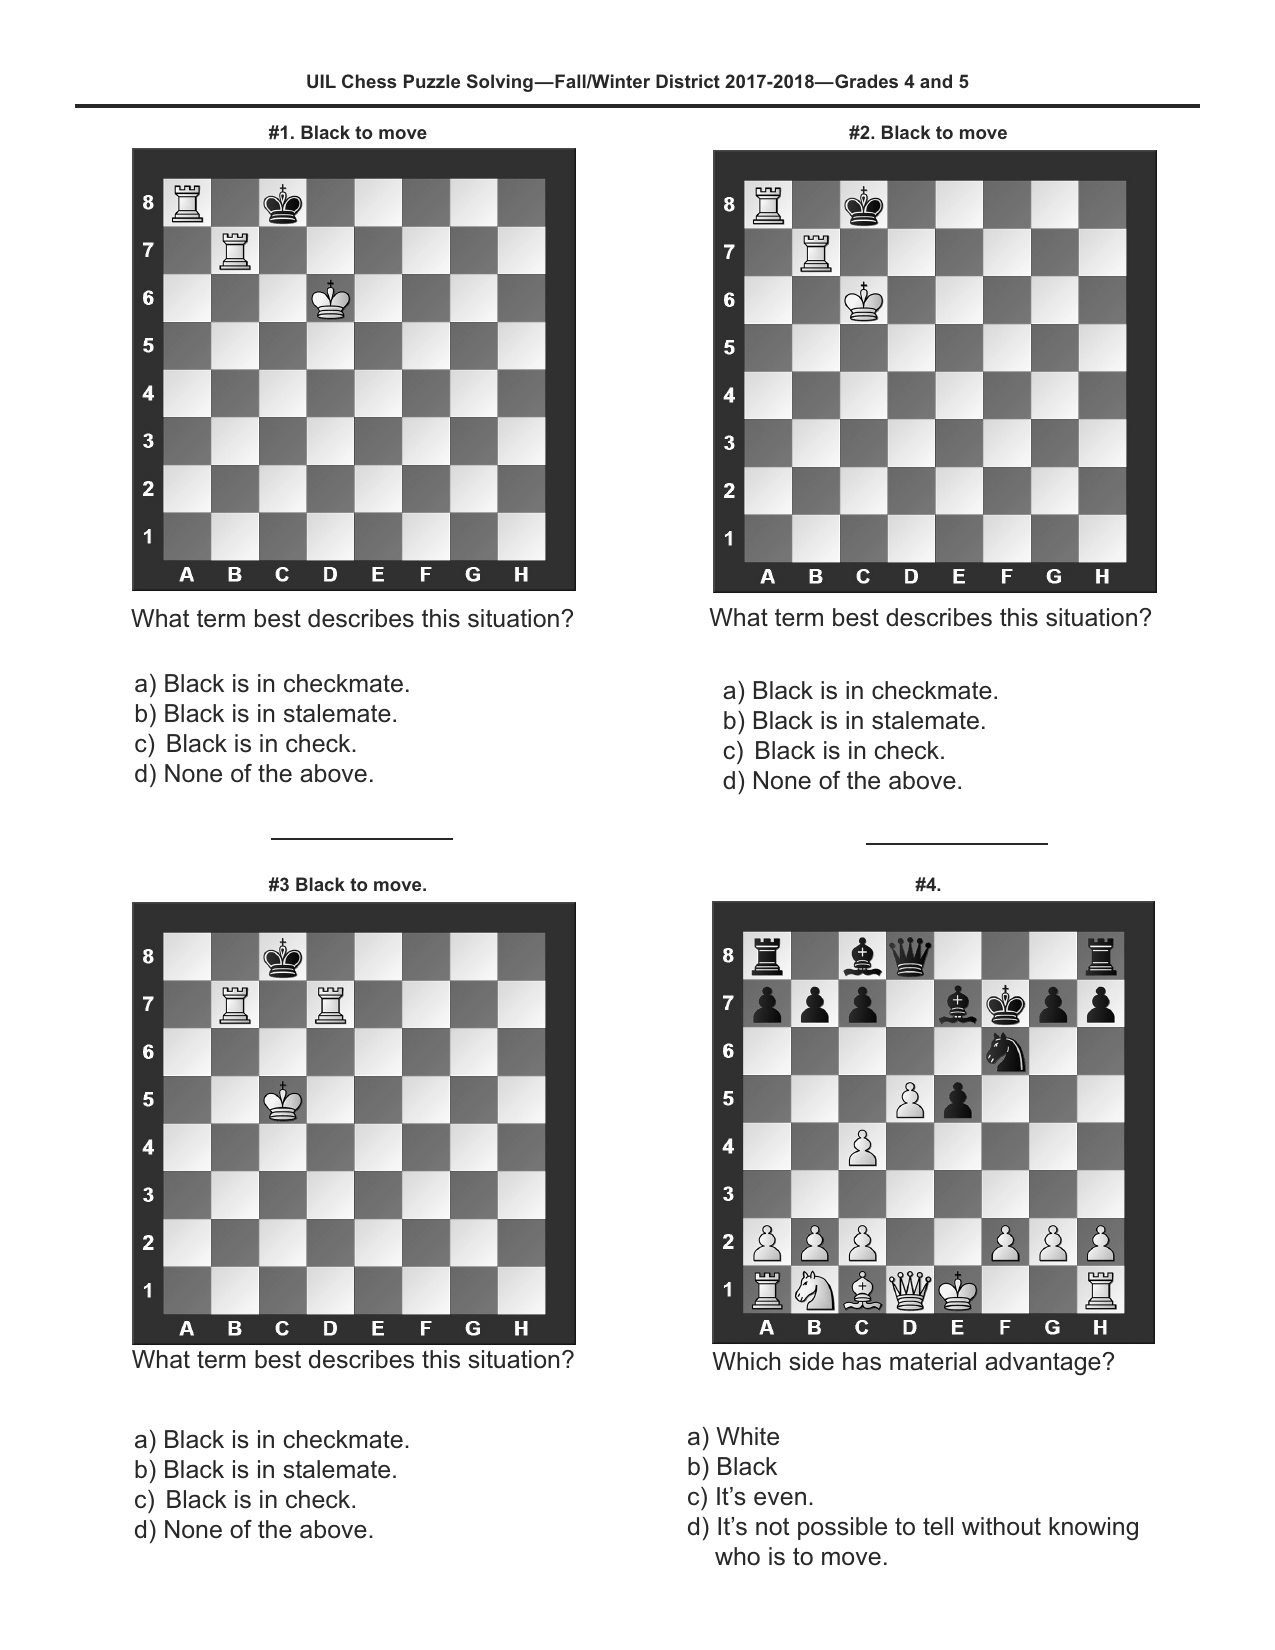 UIL Chess Puzzle Solving—Fall/Winter District 2017-2018—Grades 4 and 5
#1. Black to move
8
7
6
5
4
3
2
1
A B C D E F G H
What term best describes this situation?
a) Black is in checkmate.
b) Black is in stalemate.
c) Black is in check.
d) None of the above.
#2. Black to move
8
7
6
5
4
3
2
1
A B C D E F G H
What term best describes this situation?
a) Black is in checkmate.
b) Black is in stalemate.
c) Black is in check.
d) None of the above.
#3 Black to move.
8
7
6
5
4
3
2
1
A B C D E F G H
What term best describes this situation?
a) Black is in checkmate.
b) Black is in stalemate.
c) Black is in check.
d) None of the above.
#4.
8
7
6
5
4
3
2
1
A B C D E F G H
Which side has material advantage?
a) White
b) Black
c) It’s even.
d) It’s not possible to tell without knowing
who is to move.